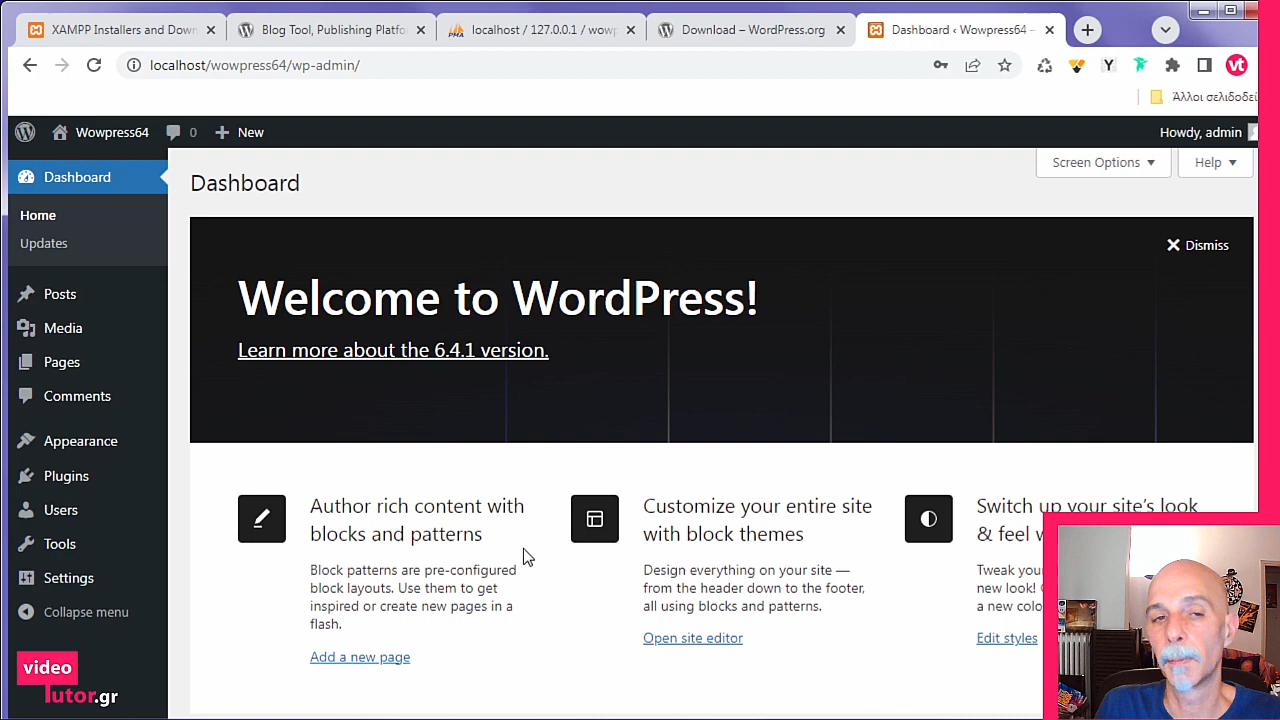 XAMPP Installers and Down
Blog Tool, Publishing Platfo
localhost / 127.0.0.1 / wow
Download – WordPress.org
Dashboard ‹ Wowpress64 –
localhost/wowpress64/wp-admin/
Y
vt
Άλλοι σελιδοδεί
Wowpress64
0
New
Howdy, admin
Dashboard
Home
Updates
Posts
Media
Pages
Comments
Appearance
Plugins
Users
Tools
Settings
Collapse menu
Screen Options
Help
Dashboard
Dismiss
Welcome to WordPress!
Learn more about the 6.4.1 version.
Author rich content with
blocks and patterns
Block patterns are pre-configured
block layouts. Use them to get
inspired or create new pages in a
flash.
Add a new page
Customize your entire site
with block themes
Design everything on your site —
from the header down to the footer,
all using blocks and patterns.
Open site editor
Switch up your site's look
& feel
Tweak
new look!
a new
Edit styles
video
Tutor.gr